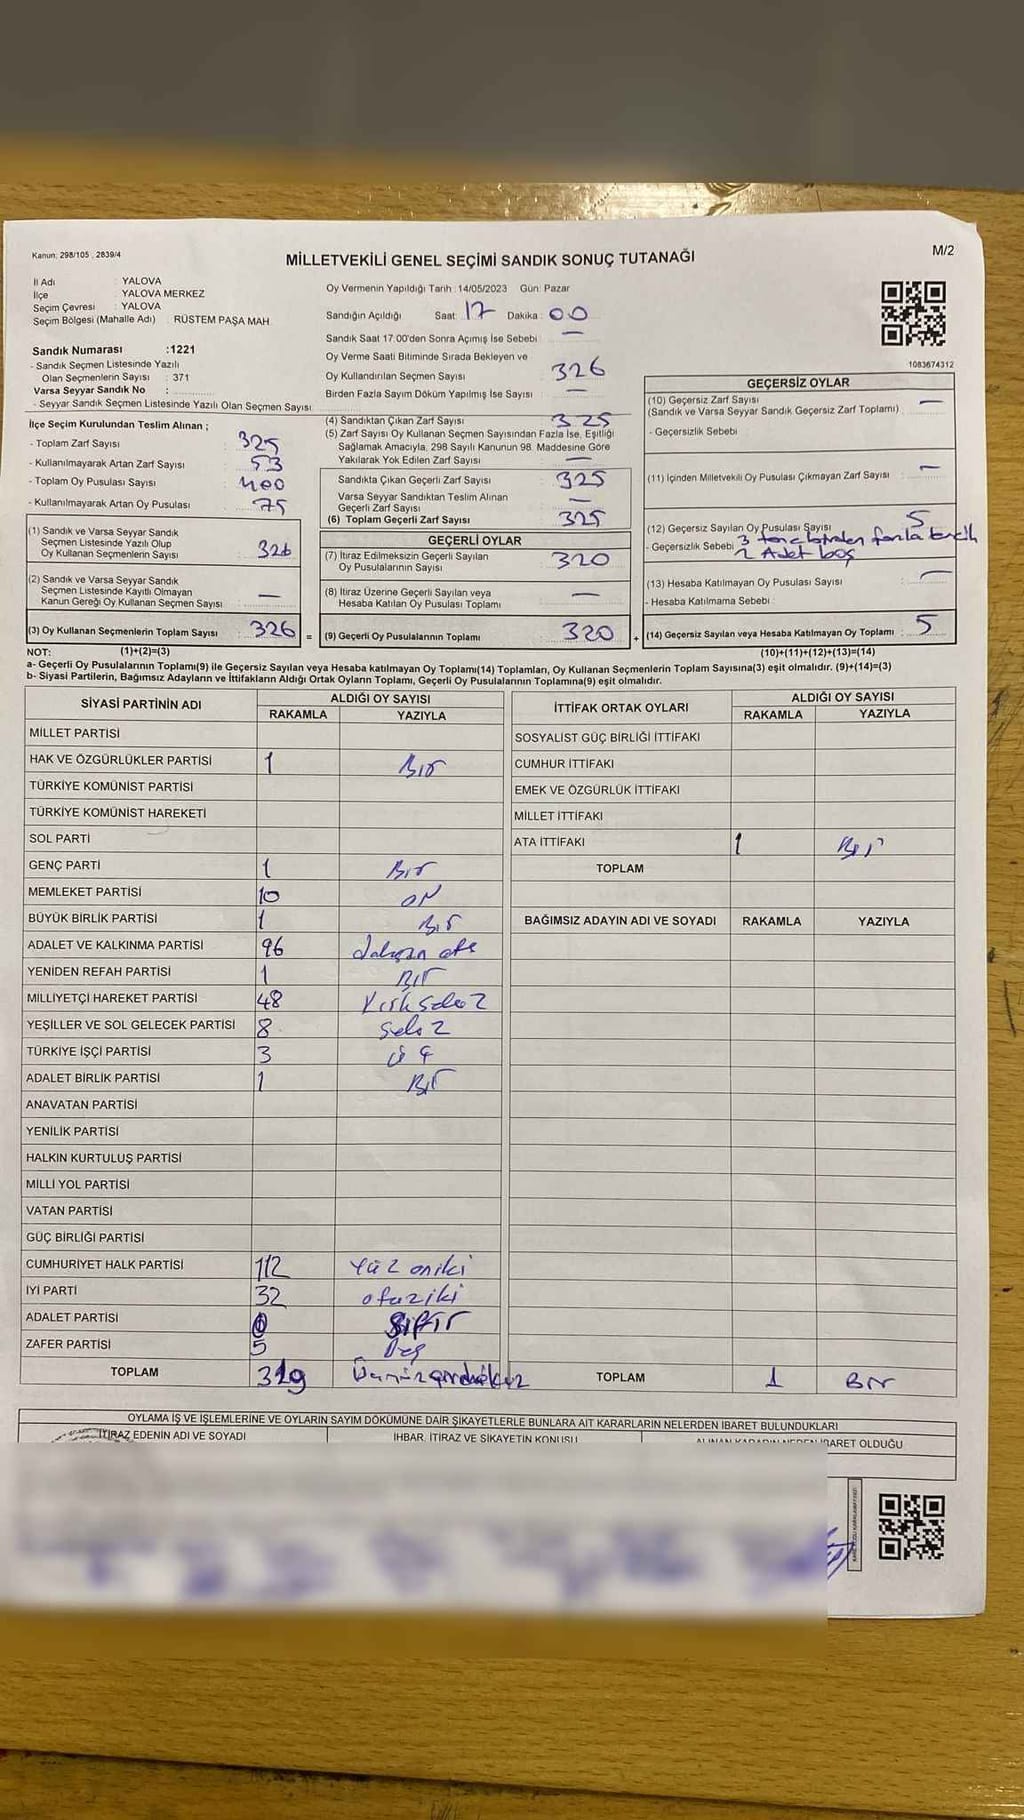 Kanun: 298/105 , 2839/4
MİLLETVEKİLİ GENEL SEÇİMİ SANDIK SONUÇ TUTANAĞI
M/2
İl Adı : YALOVA
İlçe : YALOVA MERKEZ
Seçim Çevresi : YALOVA
Seçim Bölgesi (Mahalle Adı) : RÜSTEM PAŞA MAH.
Sandık Numarası :1221
- Sandık Seçmen Listesinde Yazılı
Olan Seçmenlerin Sayısı : 371
Varsa Seyyar Sandık No :
- Seyyar Sandık Seçmen Listesinde Yazılı Olan Seçmen Sayısı:
İlçe Seçim Kurulundan Teslim Alınan ;
- Toplam Zarf Sayısı : 325
- Kullanılmayarak Artan Zarf Sayısı : 53
- Toplam Oy Pusulası Sayısı : 400
- Kullanılmayarak Artan Oy Pusulası : 75
(1) Sandık ve Varsa Seyyar Sandık
Seçmen Listesinde Yazılı Olup
Oy Kullanan Seçmenlerin Sayısı : 326
(2) Sandık ve Varsa Seyyar Sandık
Seçmen Listesinde Kayıtlı Olmayan
Kanun Gereği Oy Kullanan Seçmen Sayısı : —
(3) Oy Kullanan Seçmenlerin Toplam Sayısı : 326 =
Oy Vermenin Yapıldığı Tarih :14/05/2023 Gün: Pazar
Sandığın Açıldığı Saat: 17 Dakika : 00
Sandık Saat 17.00'den Sonra Açımış İse Sebebi : —
Oy Verme Saati Bitiminde Sırada Bekleyen ve
Oy Kullandırılan Seçmen Sayısı : 326
Birden Fazla Sayım Döküm Yapılmış İse Sayısı : —
(4) Sandıktan Çıkan Zarf Sayısı : 325
(5) Zarf Sayısı Oy Kullanan Seçmen Sayısından Fazla İse, Eşitliği
Sağlamak Amacıyla, 298 Sayılı Kanunun 98. Maddesine Göre
Yakılarak Yok Edilen Zarf Sayısı : —
Sandıkta Çıkan Geçerli Zarf Sayısı : 325
Varsa Seyyar Sandıktan Teslim Alınan
Geçerli Zarf Sayısı : —
(6) Toplam Geçerli Zarf Sayısı : 325
GEÇERLİ OYLAR
(7) İtiraz Edilmeksizin Geçerli Sayılan
Oy Pusulalarının Sayısı : 320
(8) İtiraz Üzerine Geçerli Sayılan veya
Hesaba Katılan Oy Pusulası Toplamı : —
(9) Geçerli Oy Pusulalarının Toplamı : 320 +
1083674312
GEÇERSİZ OYLAR
(10) Geçersiz Zarf Sayısı : —
(Sandık ve Varsa Seyyar Sandık Geçersiz Zarf Toplamı)
- Geçersizlik Sebebi :
(11) İçinden Milletvekili Oy Pusulası Çıkmayan Zarf Sayısı : —
(12) Geçersiz Sayılan Oy Pusulası Sayısı : 5
- Geçersizlik Sebebi : 3 fazla
2 Adet boş
(13) Hesaba Katılmayan Oy Pusulası Sayısı : —
- Hesaba Katılmama Sebebi :
(14) Geçersiz Sayılan veya Hesaba Katılmayan Oy Toplamı : 5
NOT: (1)+(2)=(3) (10)+(11)+(12)+(13)=(14)
a- Geçerli Oy Pusulalarının Toplamı(9) ile Geçersiz Sayılan veya Hesaba katılmayan Oy Toplamı(14) Toplamları, Oy Kullanan Seçmenlerin Toplam Sayısına(3) eşit olmalıdır. (9)+(14)=(3)
b- Siyasi Partilerin, Bağımsız Adayların ve İttifakların Aldığı Ortak Oyların Toplamı, Geçerli Oy Pusulalarının Toplamına(9) eşit olmalıdır.
SİYASİ PARTİNİN ADI ALDIĞI OY SAYISI
RAKAMLA YAZIYLA
MİLLET PARTİSİ
HAK VE ÖZGÜRLÜKLER PARTİSİ 1 Bir
TÜRKİYE KOMÜNİST PARTİSİ
TÜRKİYE KOMÜNİST HAREKETİ
SOL PARTİ
GENÇ PARTİ 1 Bir
MEMLEKET PARTİSİ 10 ON
BÜYÜK BİRLİK PARTİSİ 1 Bir
ADALET VE KALKINMA PARTİSİ 96
YENİDEN REFAH PARTİSİ 1 Bir
MİLLİYETÇİ HAREKET PARTİSİ 48 Kırksekiz
YEŞİLLER VE SOL GELECEK PARTİSİ 8 Sekiz
TÜRKİYE İŞÇİ PARTİSİ 3 üç
ADALET BİRLİK PARTİSİ 1 Bir
ANAVATAN PARTİSİ
YENİLİK PARTİSİ
HALKIN KURTULUŞ PARTİSİ
MİLLİ YOL PARTİSİ
VATAN PARTİSİ
GÜÇ BİRLİĞİ PARTİSİ
CUMHURİYET HALK PARTİSİ 112 Yüz oniki
İYİ PARTİ 32 otuziki
ADALET PARTİSİ 0 Sıfır
ZAFER PARTİSİ 5 Beş
TOPLAM 319 Üçyüzondokuz
İTTİFAK ORTAK OYLARI ALDIĞI OY SAYISI
RAKAMLA YAZIYLA
SOSYALİST GÜÇ BİRLİĞİ İTTİFAKI
CUMHUR İTTİFAKI
EMEK VE ÖZGÜRLÜK İTTİFAKI
MİLLET İTTİFAKI
ATA İTTİFAKI 1 Bir
TOPLAM
BAĞIMSIZ ADAYIN ADI VE SOYADI RAKAMLA YAZIYLA
TOPLAM 1 Bir
OYLAMA İŞ VE İŞLEMLERİNE VE OYLARIN SAYIM DÖKÜMÜNE DAİR ŞİKAYETLERLE BUNLARA AİT KARARLARIN NELERDEN İBARET BULUNDUKLARI
İTİRAZ EDENİN ADI VE SOYADI İHBAR, İTİRAZ VE ŞİKAYETİN KONUSU ALINAN KARARIN NEDEN İBARET OLDUĞU